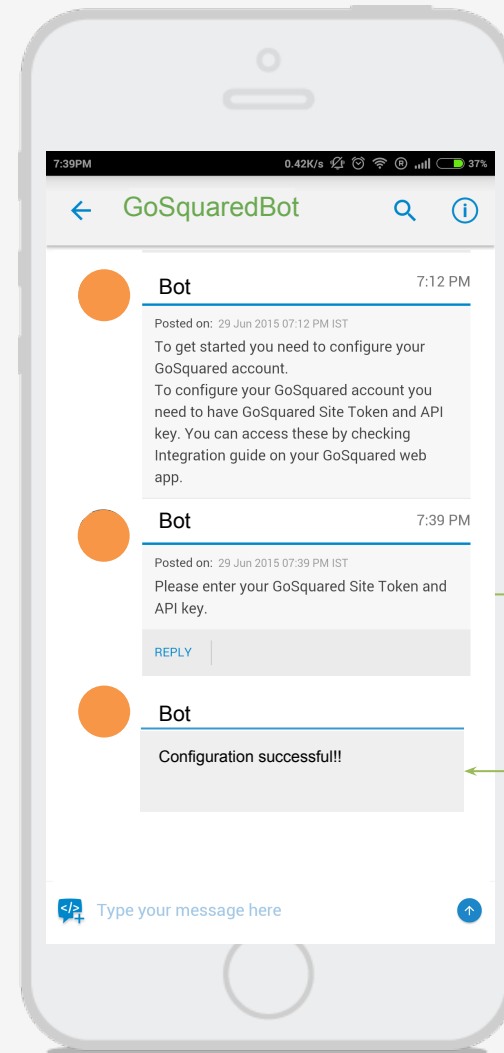 7:39PM 0.42K/s R 37%
GoSquaredBot i
Bot 7:12 PM
Posted on: 29 Jun 2015 07:12 PM IST
To get started you need to configure your
GoSquared account.
To configure your GoSquared account you
need to have GoSquared Site Token and API
key. You can access these by checking
Integration guide on your GoSquared web
app.
Bot 7:39 PM
Posted on: 29 Jun 2015 07:39 PM IST
Please enter your GoSquared Site Token and
API key.
REPLY
Bot
Configuration successful!!
</> Type your message here